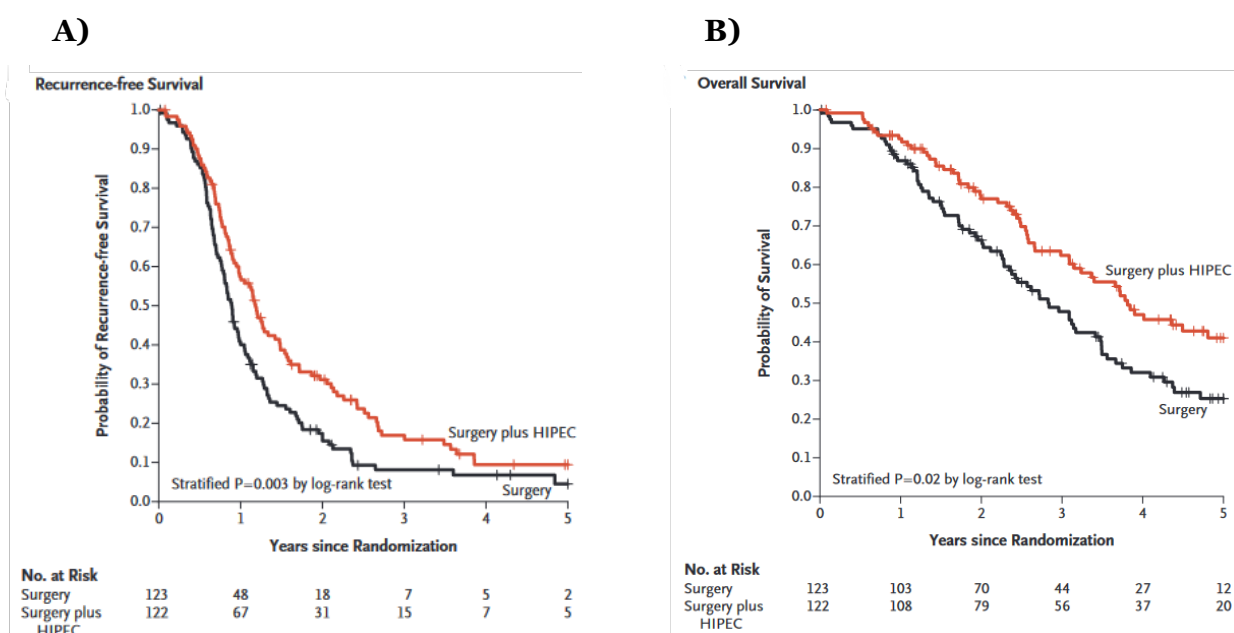 A)
Recurrence-free Survival
Probability of Recurrence-free Survival
1.0
0.9
0.8
0.7
0.6
0.5
0.4
0.3
0.2
0.1
0.0
Surgery plus HIPEC
Stratified P=0.003 by log-rank test
Surgery
0 1 2 3 4 5
Years since Randomization
No. at Risk
Surgery 123 48 18 7 5 2
Surgery plus 122 67 31 15 7 5
HIPEC
B)
Overall Survival
Probability of Survival
1.0
0.9
0.8
0.7
0.6
0.5
0.4
0.3
0.2
0.1
0.0
Surgery plus HIPEC
Surgery
Stratified P=0.02 by log-rank test
0 1 2 3 4 5
Years since Randomization
No. at Risk
Surgery 123 103 70 44 27 12
Surgery plus 122 108 79 56 37 20
HIPEC